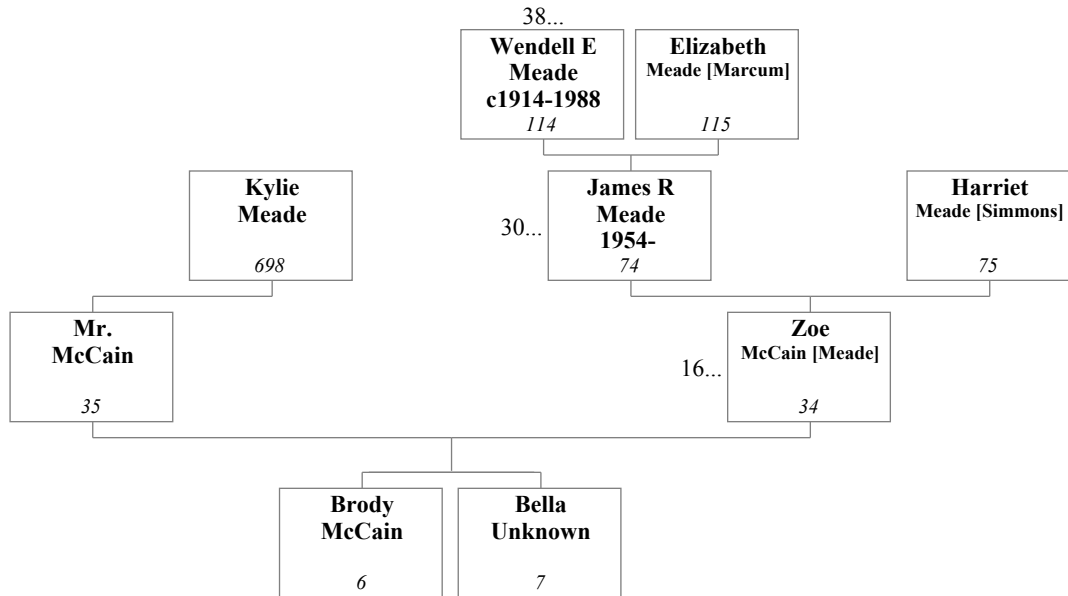 38...
Wendell E
Meade
c1914-1988
114
Elizabeth
Meade [Marcum]
115
Kylie
Meade
698
30...
James R
Meade
1954-
74
Harriet
Meade [Simmons]
75
Mr.
McCain
35
16...
Zoe
McCain [Meade]
34
Brody
McCain
6
Bella
Unknown
7